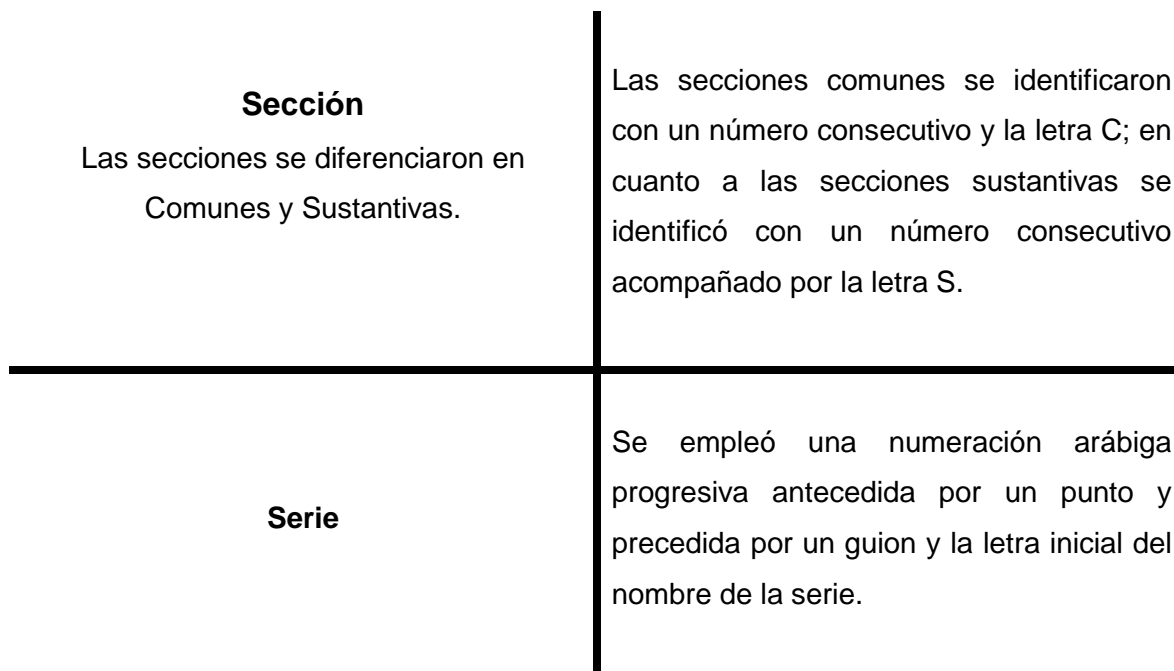 Sección
Las secciones se diferenciaron en
Comunes y Sustantivas.
Las secciones comunes se identificaron
con un número consecutivo y la letra C; en
cuanto a las secciones sustantivas se
identificó con un número consecutivo
acompañado por la letra S.
Serie
Se empleó una numeración arábiga
progresiva antecedida por un punto y
precedida por un guion y la letra inicial del
nombre de la serie.